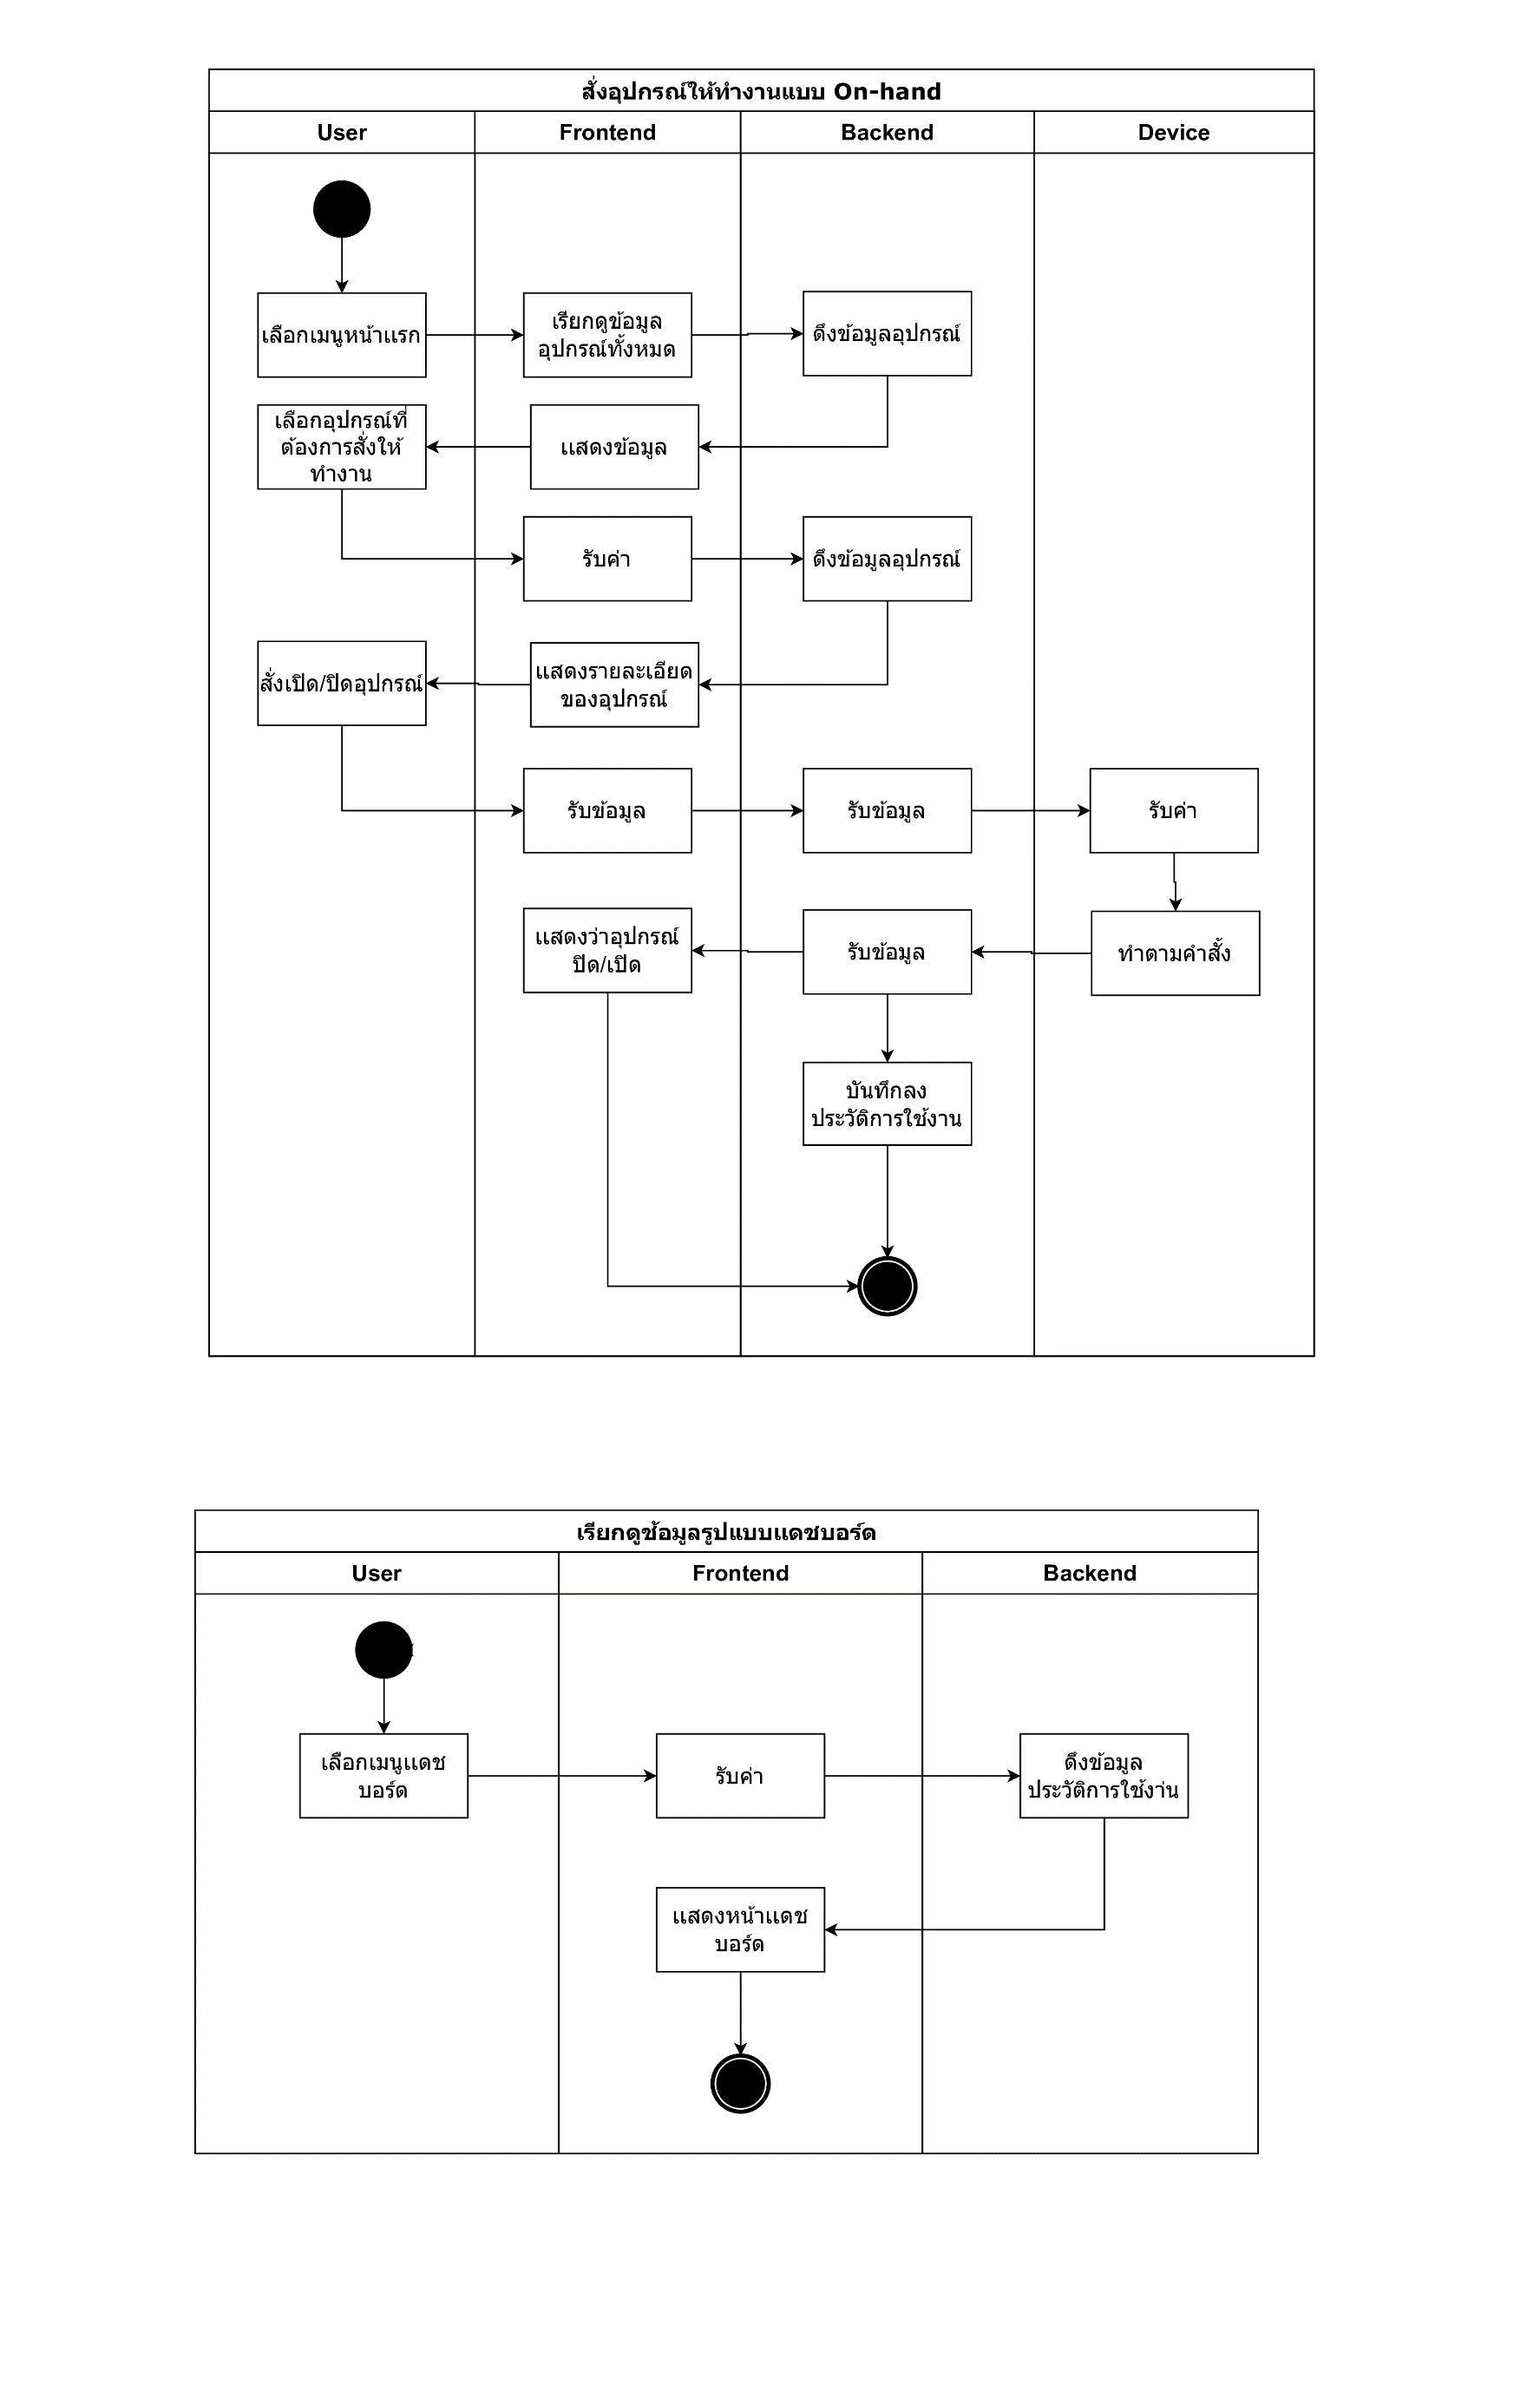 สั่งอุปกรณ์ให้ทำงานแบบ On-hand
User
Frontend
Backend
Device
เลือกเมนูหน้าแรก
เรียกดูข้อมูล
อุปกรณ์ทั้งหมด
ดึงข้อมูลอุปกรณ์
เลือกอุปกรณ์ที่
ต้องการสั่งให้
ทำงาน
แสดงข้อมูล
รับค่า
ดึงข้อมูลอุปกรณ์
สั่งเปิด/ปิดอุปกรณ์
แสดงรายละเอียด
ของอุปกรณ์
รับข้อมูล
รับข้อมูล
รับค่า
แสดงว่าอุปกรณ์
ปิด/เปิด
รับข้อมูล
ทำตามคำสั้ง
บันทึกลง
ประวัติการใช้งาน
เรียกดูข้อมูลรูปแบบแดชบอร์ด
User
Frontend
Backend
เลือกเมนูแดช
บอร์ด
รับค่า
ดึงข้อมูล
ประวัติการใช้ง่าน
แสดงหน้าแดช
บอร์ด